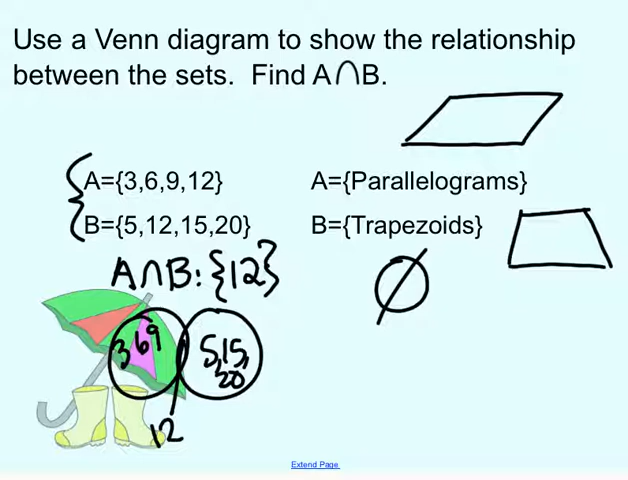 Use a Venn diagram to show the relationship
between the sets. Find A∩B.
A={3,6,9,12}
A={Parallelograms}
B={5,12,15,20}
B={Trapezoids}
A∩B: {12}
∅
3 6 9
5,15,
20
12
Extend Page